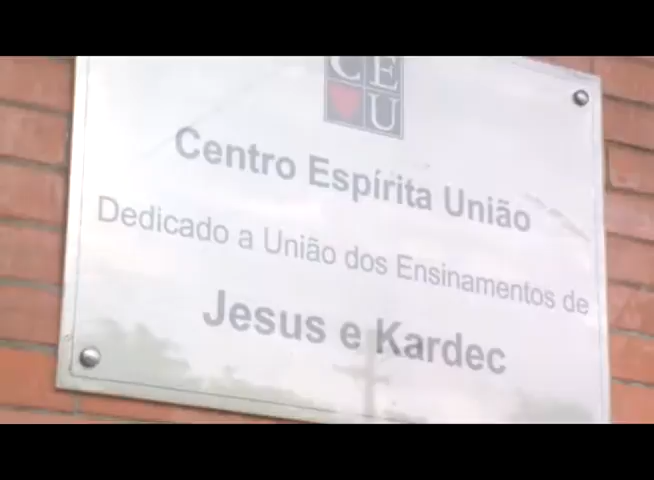 CE
U
Centro Espírita União
Dedicado a União dos Ensinamentos de
Jesus e Kardec